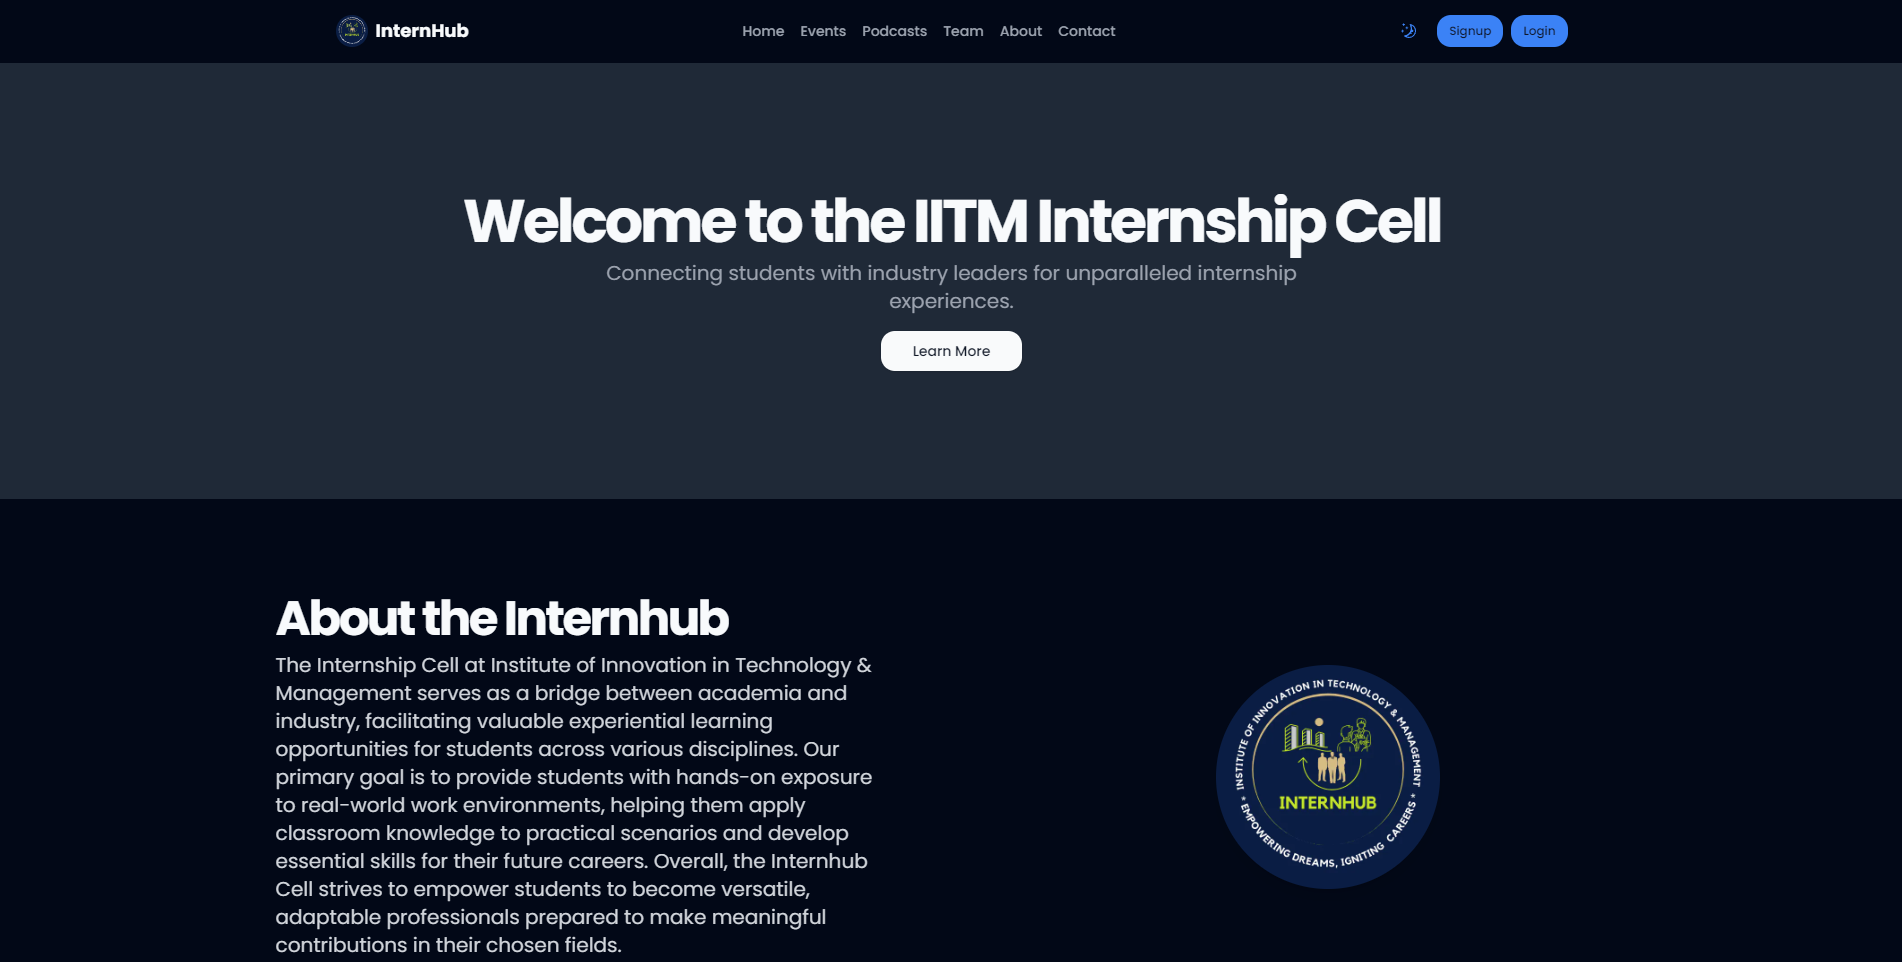 InternHub
Home Events Podcasts Team About Contact
Signup Login
Welcome to the IITM Internship Cell
Connecting students with industry leaders for unparalleled internship
experiences.
Learn More
About the Internhub
The Internship Cell at Institute of Innovation in Technology &
Management serves as a bridge between academia and
industry, facilitating valuable experiential learning
opportunities for students across various disciplines. Our
primary goal is to provide students with hands-on exposure
to real-world work environments, helping them apply
classroom knowledge to practical scenarios and develop
essential skills for their future careers. Overall, the Internhub
Cell strives to empower students to become versatile,
adaptable professionals prepared to make meaningful
contributions in their chosen fields.
INSTITUTE OF INNOVATION IN TECHNOLOGY & MANAGEMENT
INTERNHUB
* EMPOWERING DREAMS, IGNITING CAREERS *